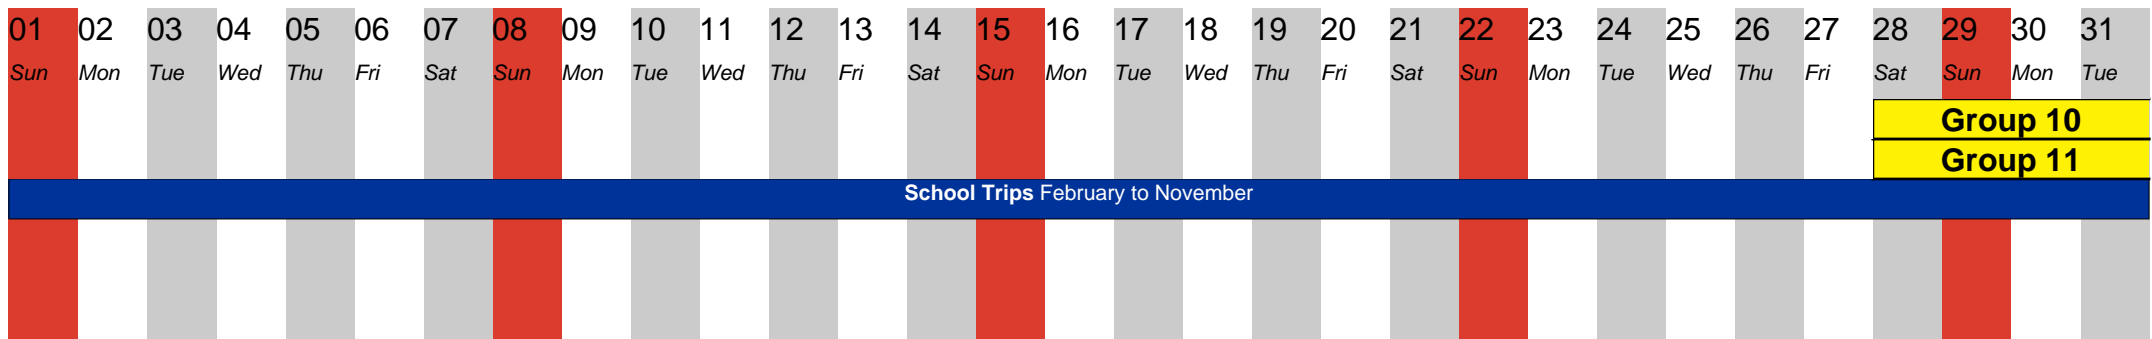 01 02 03 04 05 06 07 08 09 10 11 12 13 14 15 16 17 18 19 20 21 22 23 24 25 26 27 28 29 30 31
Sun Mon Tue Wed Thu Fri Sat Sun Mon Tue Wed Thu Fri Sat Sun Mon Tue Wed Thu Fri Sat Sun Mon Tue Wed Thu Fri Sat Sun Mon Tue
Group 10
Group 11
School Trips February to November